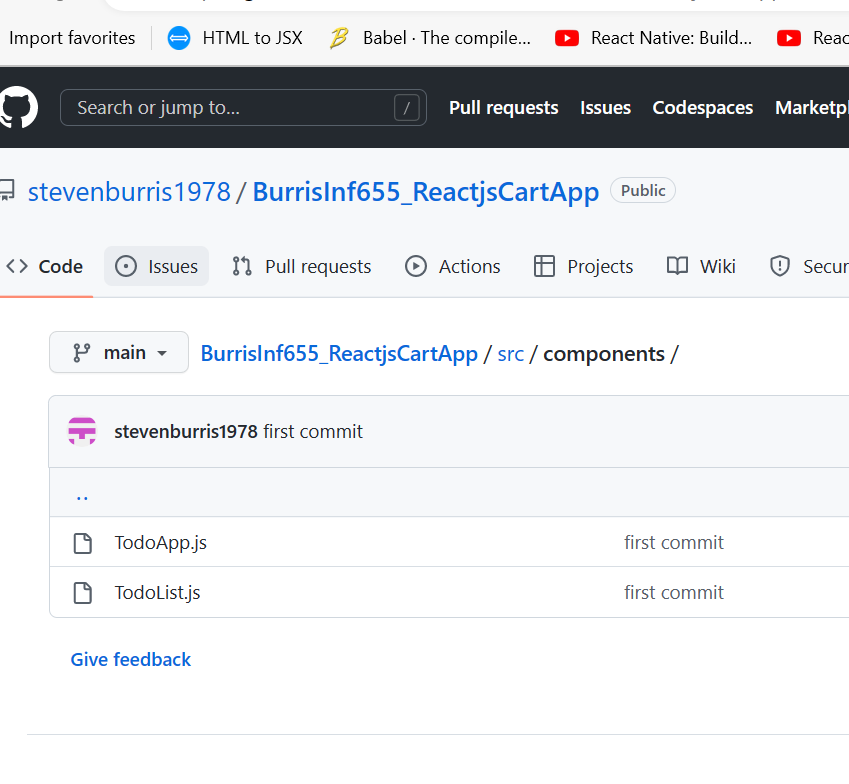 Import favorites HTML to JSX Babel · The compile... React Native: Build... Reac
Search or jump to... / Pull requests Issues Codespaces Marketpl
stevenburris1978 / BurrisInf655_ReactjsCartApp Public
Code Issues Pull requests Actions Projects Wiki Secur
main BurrisInf655_ReactjsCartApp / src / components /
stevenburris1978 first commit
..
TodoApp.js first commit
TodoList.js first commit
Give feedback